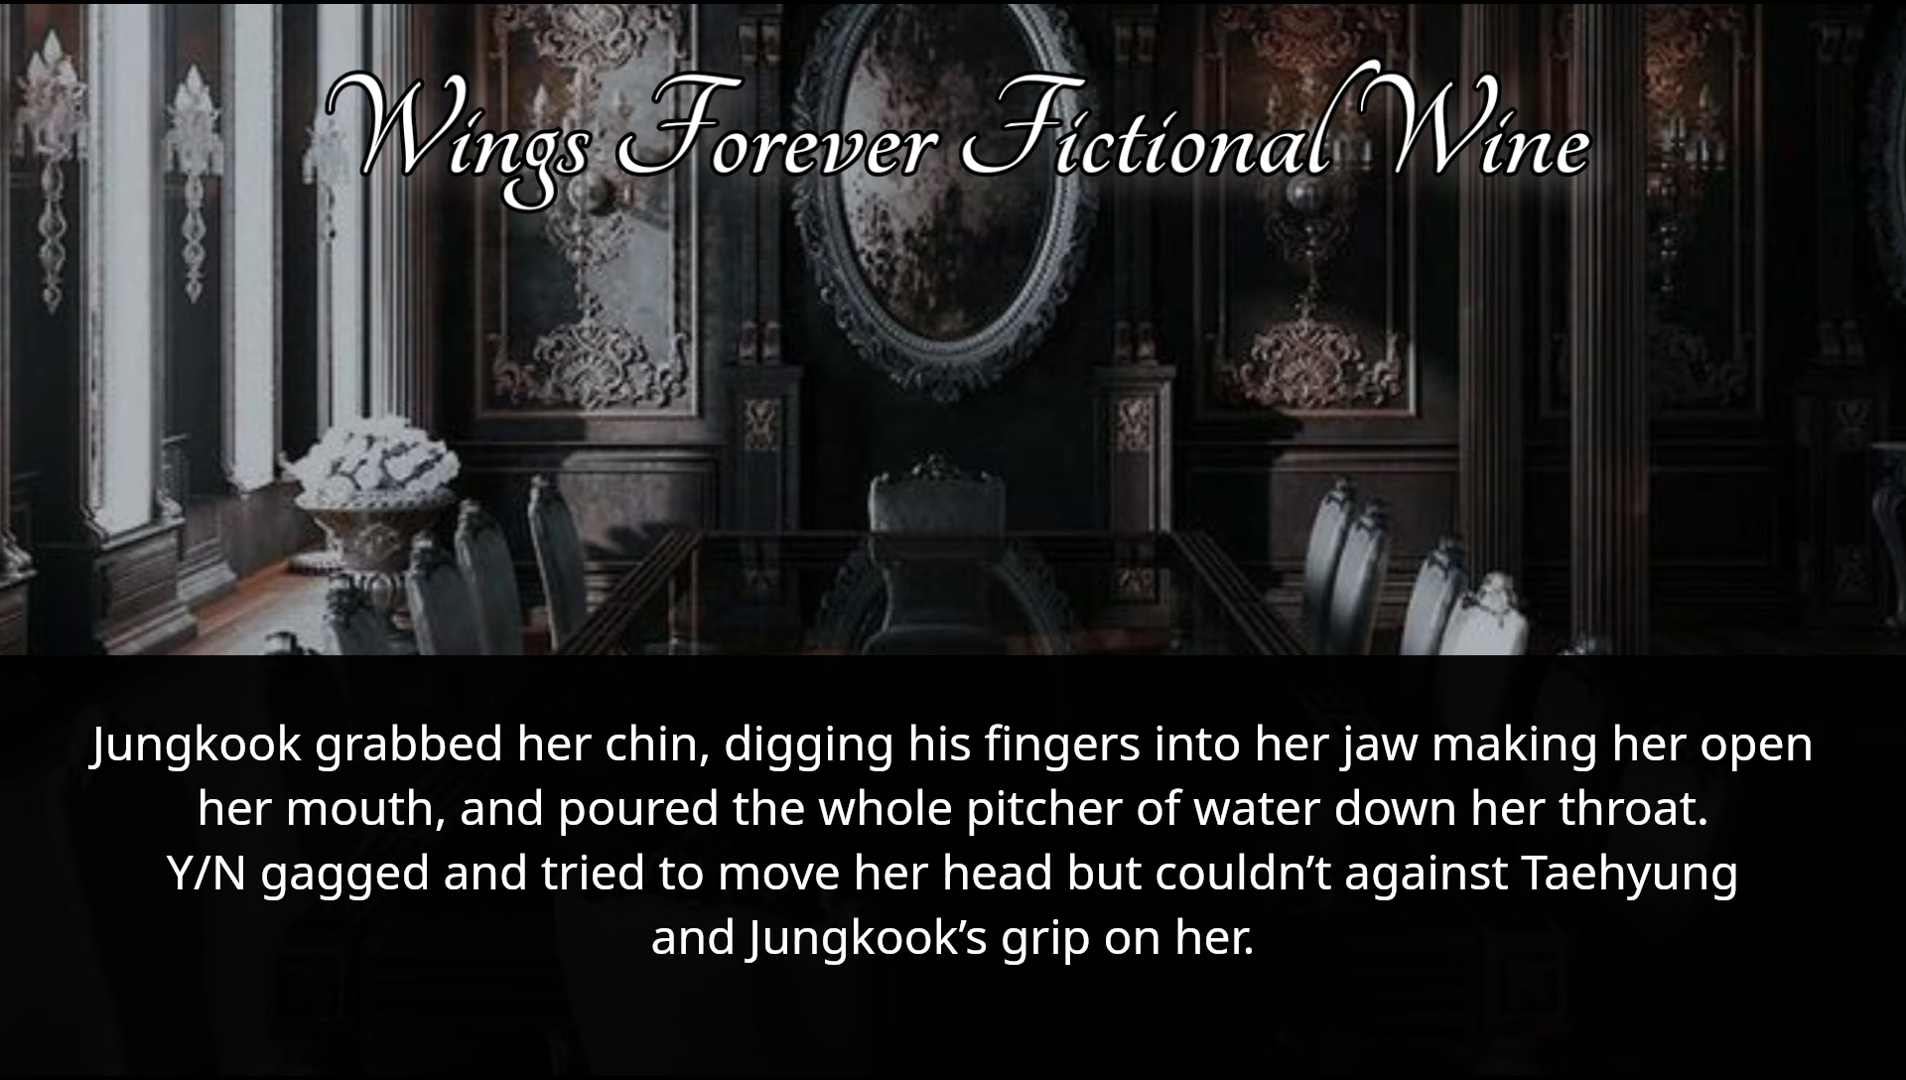 Wings Forever Fictional Wine
Jungkook grabbed her chin, digging his fingers into her jaw making her open
her mouth, and poured the whole pitcher of water down her throat.
Y/N gagged and tried to move her head but couldn’t against Taehyung
and Jungkook’s grip on her.